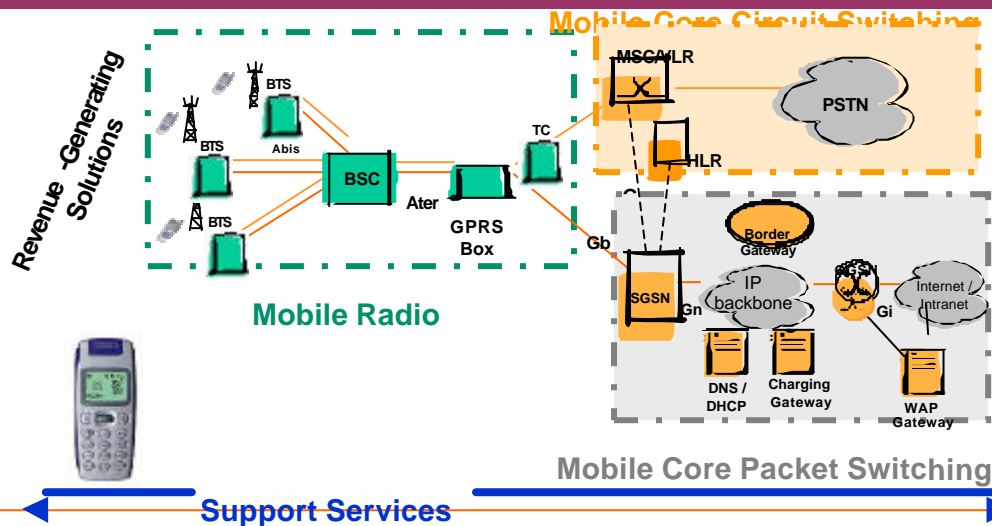 Mobile Core Circuit Switching
Revenue -Generating
Solutions
BTS
Abis
BTS
BTS
BSC
Ater
GPRS
Box
TC
Mobile Radio
MSC/VLR
PSTN
HLR
Gb
SGSN
Gn
Border
Gateway
IP
backbone
Gi
Internet /
Intranet
DNS /
DHCP
Charging
Gateway
WAP
Gateway
Mobile Core Packet Switching
Support Services